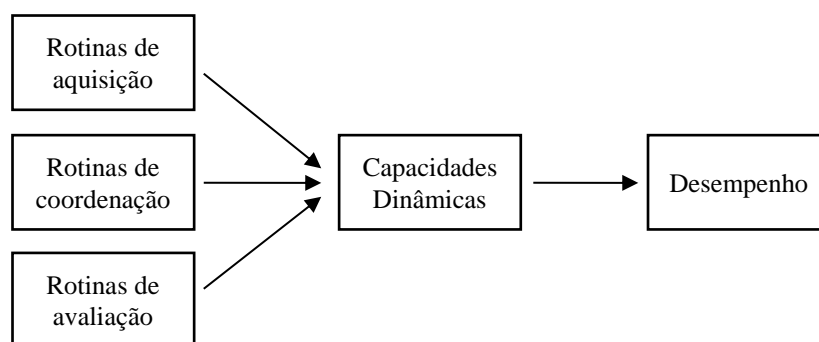 Rotinas de
aquisição
Rotinas de
coordenação
Rotinas de
avaliação
Capacidades
Dinâmicas
Desempenho